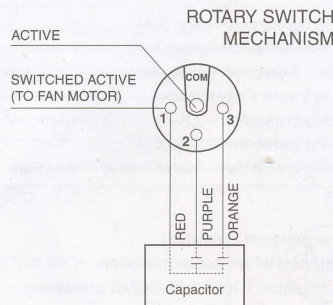 ROTARY SWITCH
MECHANISM
ACTIVE
SWITCHED ACTIVE
(TO FAN MOTOR)
COM
1
2
3
RED
PURPLE
ORANGE
Capacitor